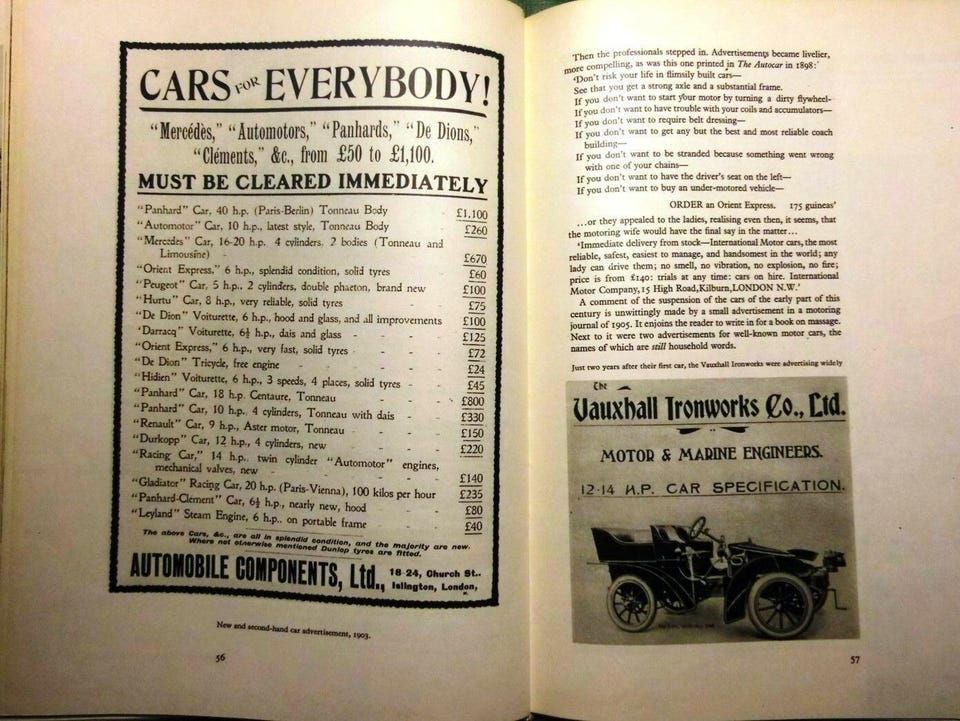 CARS FOR EVERYBODY!
"Mercédès," "Automotors," "Panhards," "De Dions,"
"Cléments," &c., from £50 to £1,100.
MUST BE CLEARED IMMEDIATELY
"Panhard" Car, 40 h.p. (Paris-Berlin) Tonneau Body - £1,100
"Automotor" Car, 10 h.p., latest style, Tonneau Body £260
"Mercédès" Car, 16-20 h.p. 4 cylinders. 2 bodies (Tonneau and
Limousine) - £670
"Orient Express," 6 h.p., splendid condition, solid tyres £60
"Peugeot" Car, 5 h.p., 2 cylinders, double phaeton, brand new £100
"Hurtu" Car, 8 h.p., very reliable, solid tyres £75
"De Dion" Voiturette, 6 h.p., hood and glass, and all improvements £100
'Darracq" Voiturette, 6½ h.p., dais and glass - - - £125
"Orient Express," 6 h.p., very fast, solid tyres - - £72
"De Dion" Tricycle, free engine - - - £24
"Hidien" Voiturette, 6 h.p., 3 speeds, 4 places, solid tyres - - £45
"Panhard" Car, 18 h.p. Centaure, Tonneau - - £800
"Panhard" Car, 10 h.p., 4 cylinders, Tonneau with dais - - £330
"Renault" Car, 9 h.p., Aster motor, Tonneau - - £150
"Durkopp" Car, 12 h.p., 4 cylinders, new - - £220
"Racing Car," 14 h.p., twin cylinder "Automotor" engines,
mechanical valves, new - - £140
"Gladiator" Racing Car, 20 h.p. (Paris-Vienna), 100 kilos per hour £235
"Panhard-Clément" Car, 6½ h.p., nearly new, hood - - £80
"Leyland" Steam Engine, 6 h.p., on portable frame - - £40
The above Cars, &c., are all in splendid condition, and the majority are new.
Where not otherwise mentioned Dunlop tyres are fitted.
AUTOMOBILE COMPONENTS, Ltd., 18-24, Church St.,
Islington, London,
New and second-hand car advertisement, 1903.
56
Then the professionals stepped in. Advertisements became livelier,
more compelling, as was this one printed in The Autocar in 1898:
'Don't risk your life in flimsily built cars—
See that you get a strong axle and a substantial frame.
If you don't want to start your motor by turning a dirty flywheel-
If you don't want to have trouble with your coils and accumulators—
If you don't want to require belt dressing—
If you don't want to get any but the best and most reliable coach
building—
If you don't want to be stranded because something went wrong
with one of your chains—
If you don't want to have the driver's seat on the left—
If you don't want to buy an under-motored vehicle—
ORDER an Orient Express. 175 guineas'
...or they appealed to the ladies, realising even then, it seems, that
the motoring wife would have the final say in the matter...
'Immediate delivery from stock—International Motor cars, the most
reliable, safest, easiest to manage, and handsomest in the world; any
lady can drive them; no smell, no vibration, no explosion, no fire;
price is from £140: trials at any time: cars on hire. International
Motor Company, 15 High Road, Kilburn, LONDON N.W.'
A comment of the suspension of the cars of the early part of this
century is unwittingly made by a small advertisement in a motoring
journal of 1905. It enjoins the reader to write in for a book on massage.
Next to it were two advertisements for well-known motor cars, the
names of which are still household words.
Just two years after their first car, the Vauxhall Ironworks were advertising widely
The
Vauxhall Ironworks Co., Ltd.
MOTOR & MARINE ENGINEERS.
12-14 H.P. CAR SPECIFICATION.
57